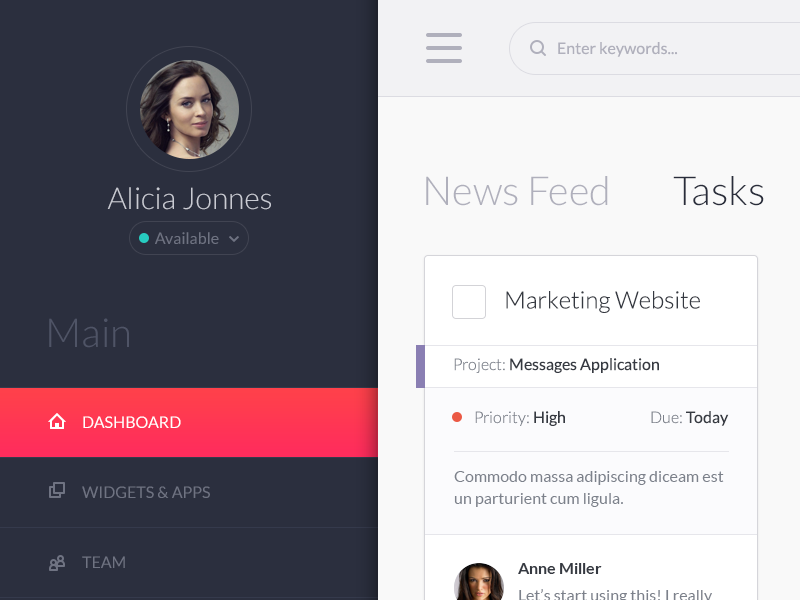 Alicia Jonnes
Available
Main
DASHBOARD
WIDGETS & APPS
TEAM
Enter keywords...
News Feed
Tasks
Marketing Website
Project: Messages Application
Priority: High
Due: Today
Commodo massa adipiscing diceam est
un parturient cum ligula.
Anne Miller
Let's start using this! I really